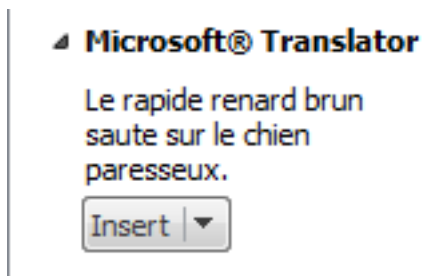 Microsoft® Translator
Le rapide renard brun
saute sur le chien
paresseux.
Insert